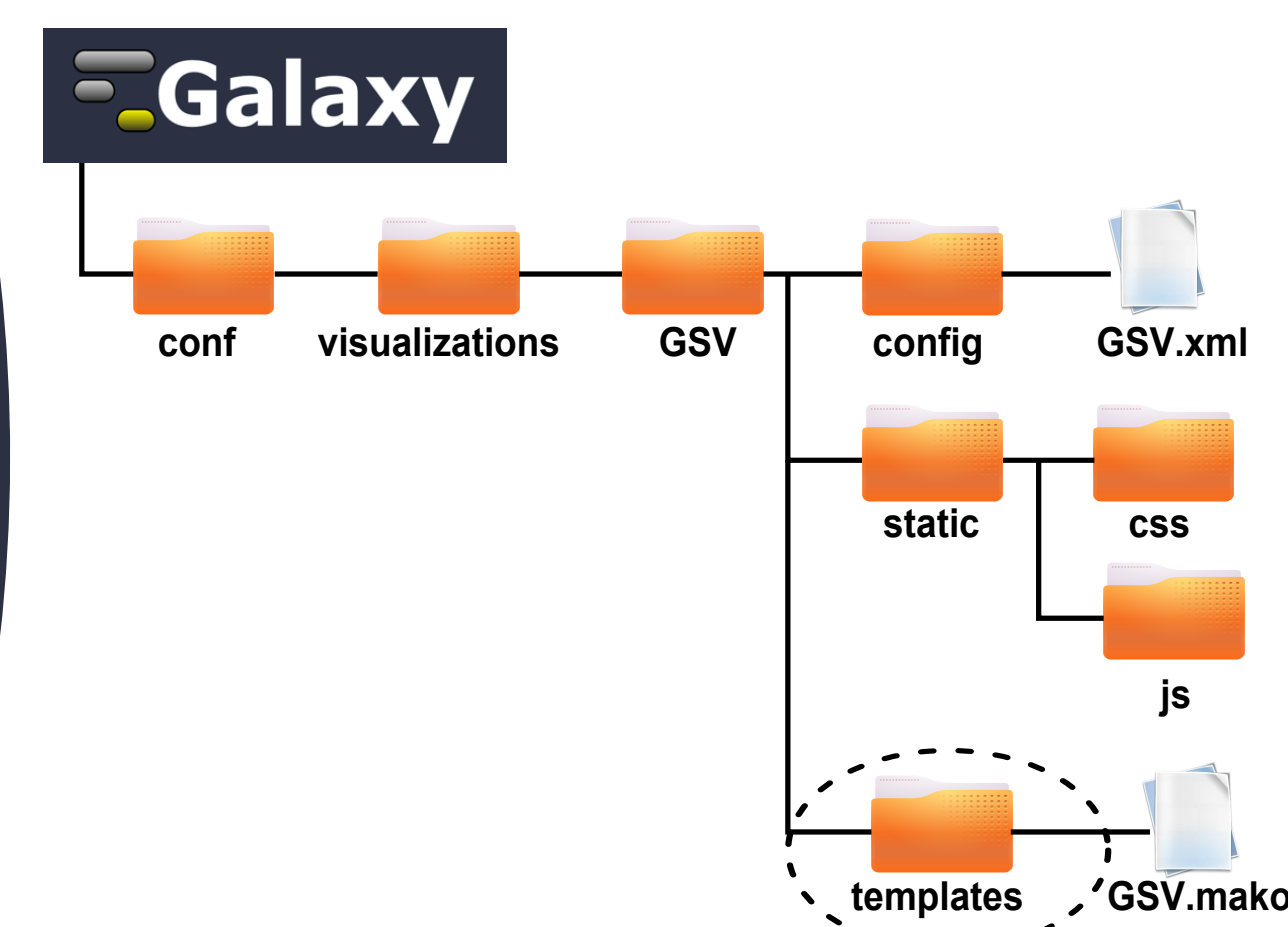 Galaxy
conf visualizations GSV config GSV.xml
static css
js
templates GSV.mako